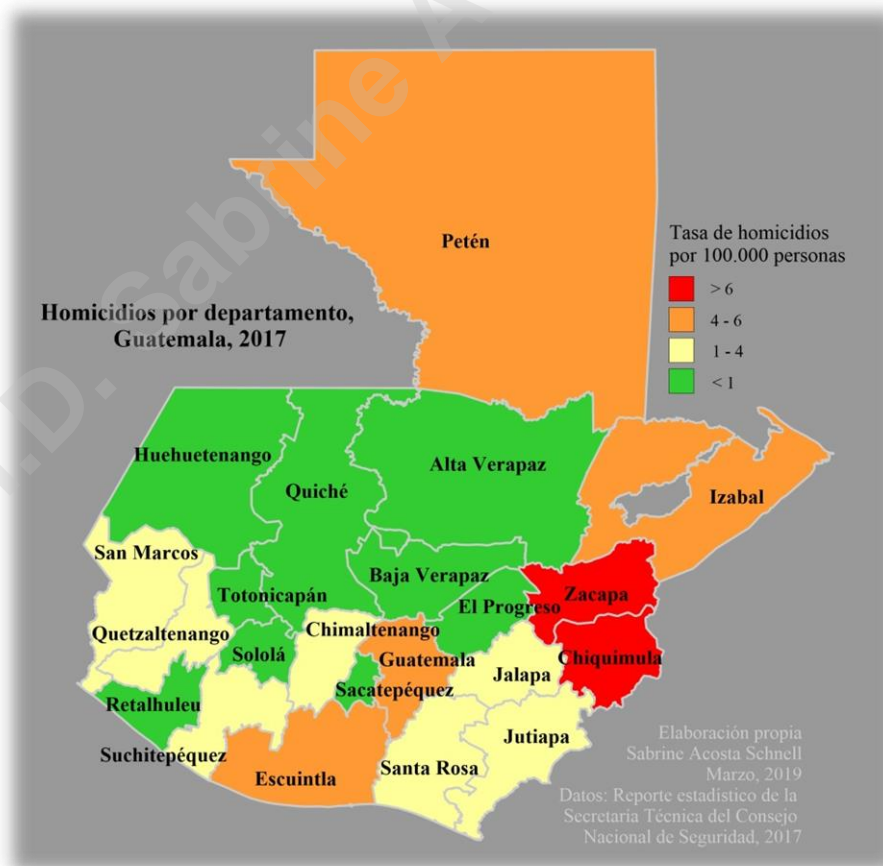 Homicidios por departamento,
Guatemala, 2017
Tasa de homicidios
por 100.000 personas
> 6
4 - 6
1 - 4
< 1
Petén
Huehuetenango
Quiché
Alta Verapaz
Izabal
San Marcos
Totonicapán
Baja Verapaz
El Progreso
Zacapa
Quetzaltenango
Sololá
Chimaltenango
Guatemala
Sacatepéquez
Jalapa
Chiquimula
Retalhuleu
Suchitepéquez
Escuintla
Santa Rosa
Jutiapa
Elaboración propia
Sabrine Acosta Schnell
Marzo, 2019
Datos: Reporte estadístico de la
Secretaría Técnica del Consejo
Nacional de Seguridad, 2017
.D. Sabrine A